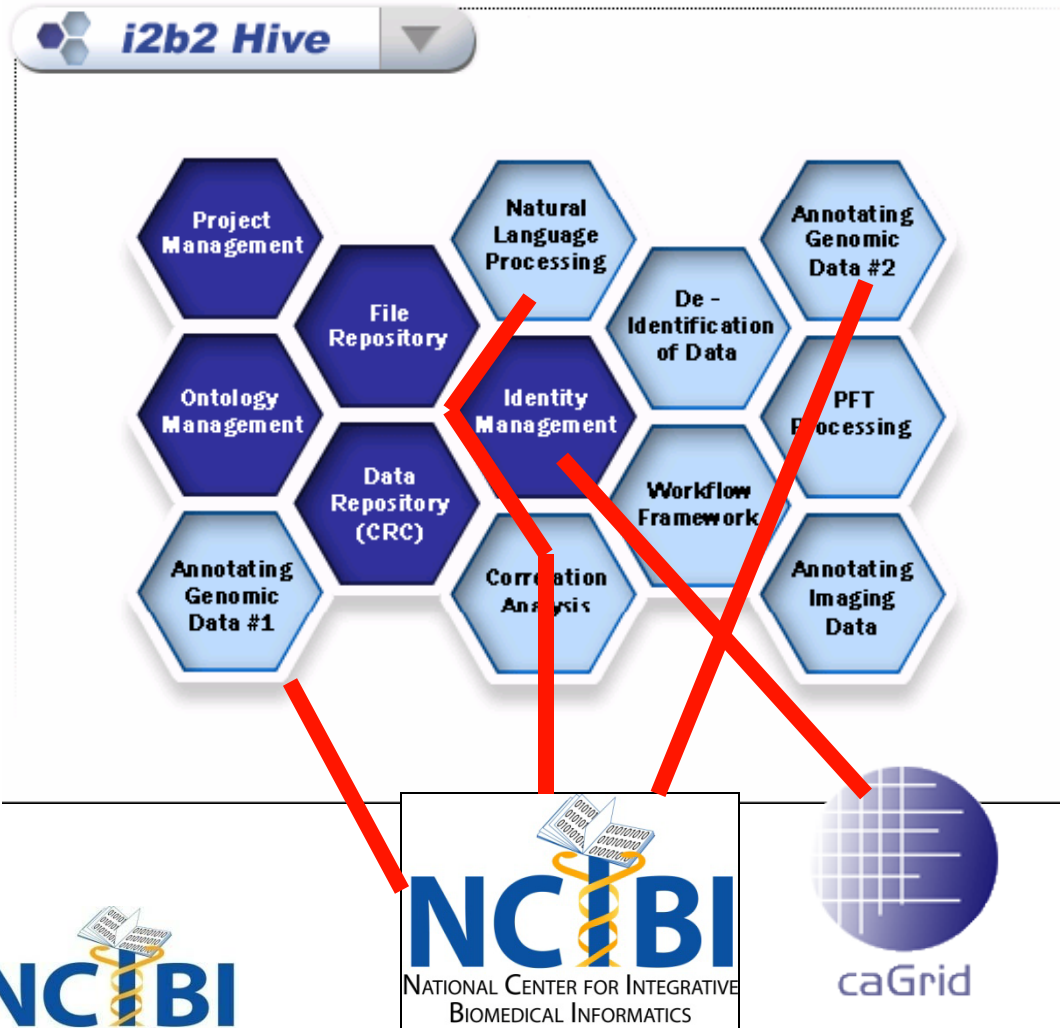 i2b2 Hive
Project
Management
Natural
Language
Processing
Annotating
Genomic
Data #2
File
Repository
De -
Identification
of Data
Ontology
Management
Identity
Management
PFT
Processing
Data
Repository
(CRC)
Workflow
Framework
Annotating
Genomic
Data #1
Correlation
Analysis
Annotating
Imaging
Data
NCIBI
NATIONAL CENTER FOR INTEGRATIVE
BIOMEDICAL INFORMATICS
caGrid
NCIBI